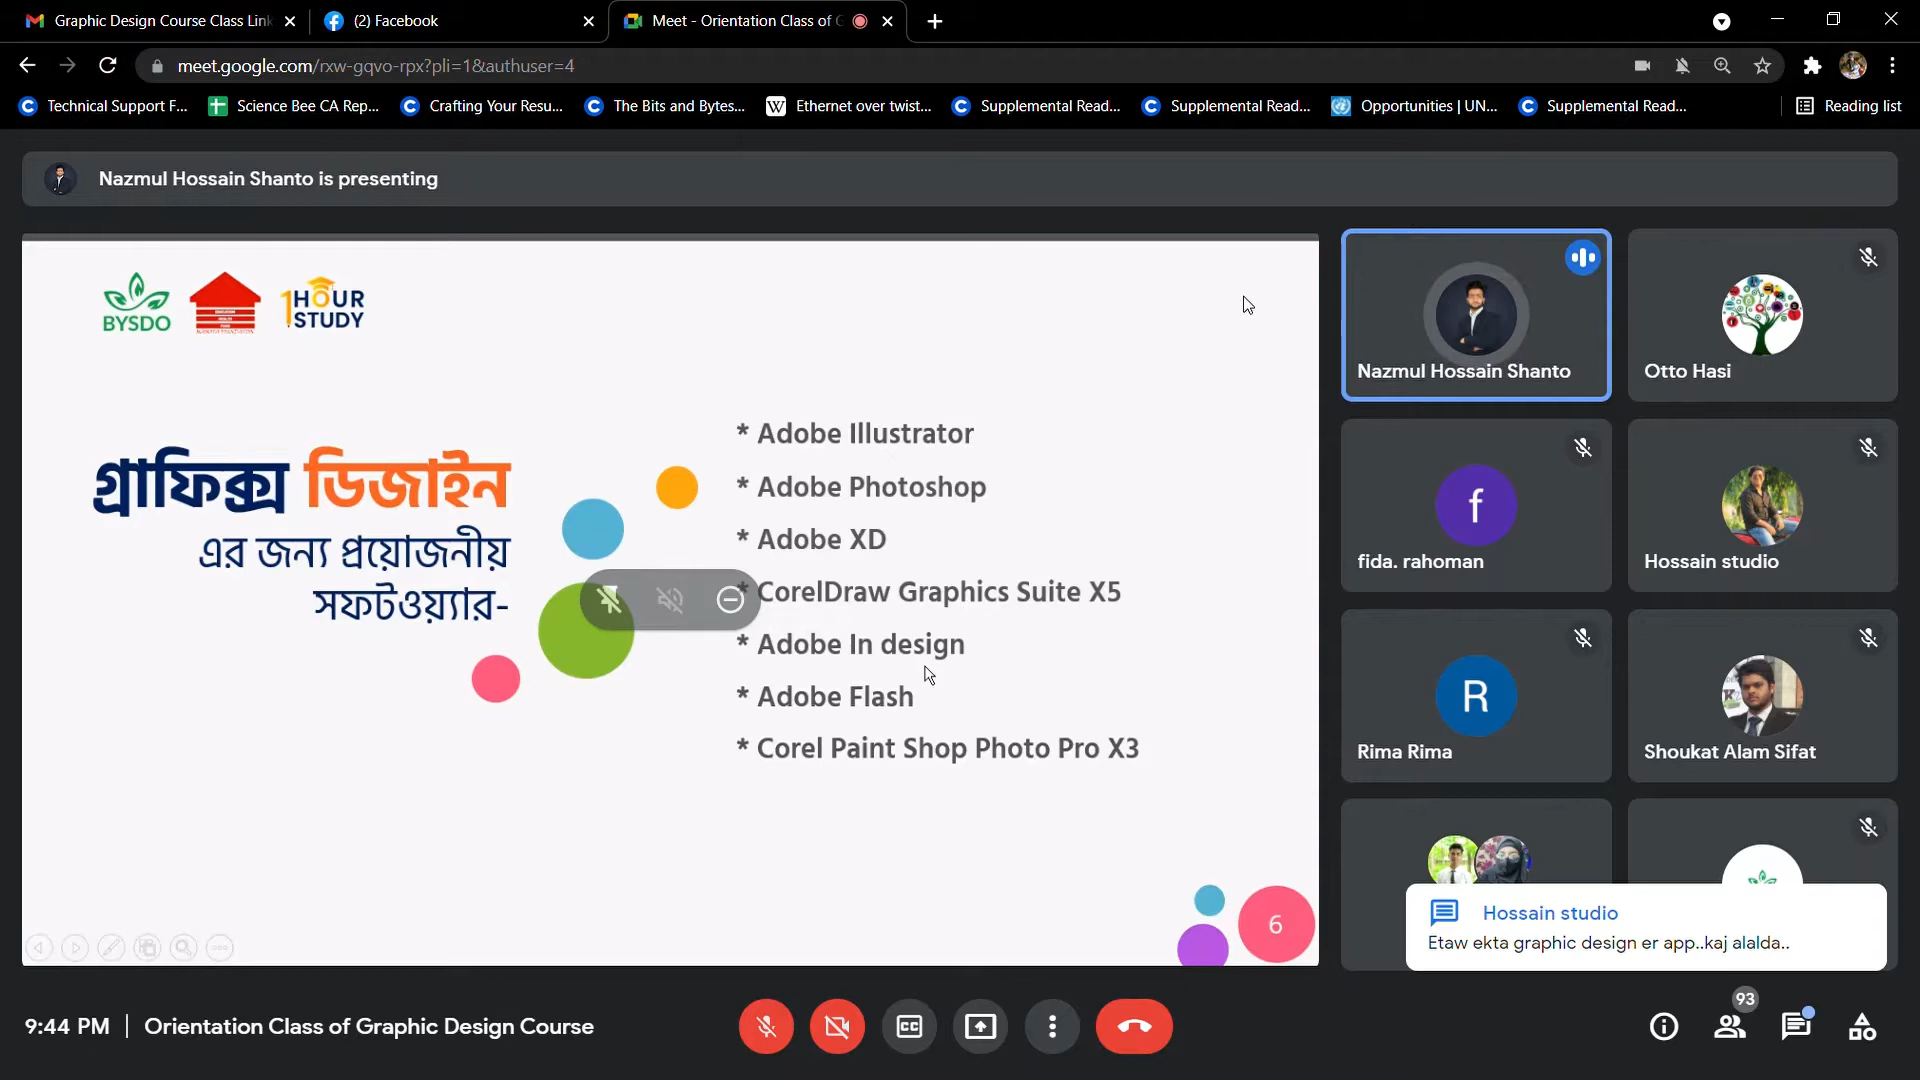 Graphic Design Course Class Link
(2) Facebook
Meet - Orientation Class of G
meet.google.com/rxw-gqvo-rpx?pli=1&authuser=4
Technical Support F...
Science Bee CA Rep...
Crafting Your Resu...
The Bits and Bytes...
Ethernet over twist...
Supplemental Read...
Supplemental Read...
Opportunities | UN...
Supplemental Read...
Reading list
Nazmul Hossain Shanto is presenting
BYSDO
1 HOUR
STUDY
গ্রাফিক্স ডিজাইন
এর জন্য প্রয়োজনীয়
সফটওয়্যার-
* Adobe Illustrator
* Adobe Photoshop
* Adobe XD
* CorelDraw Graphics Suite X5
* Adobe In design
* Adobe Flash
* Corel Paint Shop Photo Pro X3
6
Nazmul Hossain Shanto
Otto Hasi
f
fida. rahoman
Hossain studio
R
Rima Rima
Shoukat Alam Sifat
Hossain studio
Etaw ekta graphic design er app..kaj alalda..
9:44 PM | Orientation Class of Graphic Design Course
CC
93